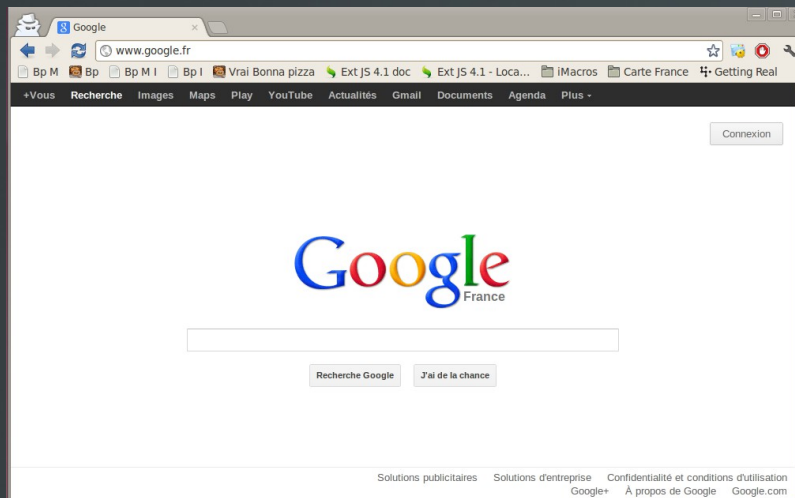 Google
www.google.fr
Bp M Bp Bp M I Bp I Vrai Bonna pizza Ext JS 4.1 doc Ext JS 4.1 - Loca... iMacros Carte France Getting Real
+Vous Recherche Images Maps Play YouTube Actualités Gmail Documents Agenda Plus
Connexion
Google
France
Recherche Google J'ai de la chance
Solutions publicitaires Solutions d'entreprise Confidentialité et conditions d'utilisation
Google+ À propos de Google Google.com